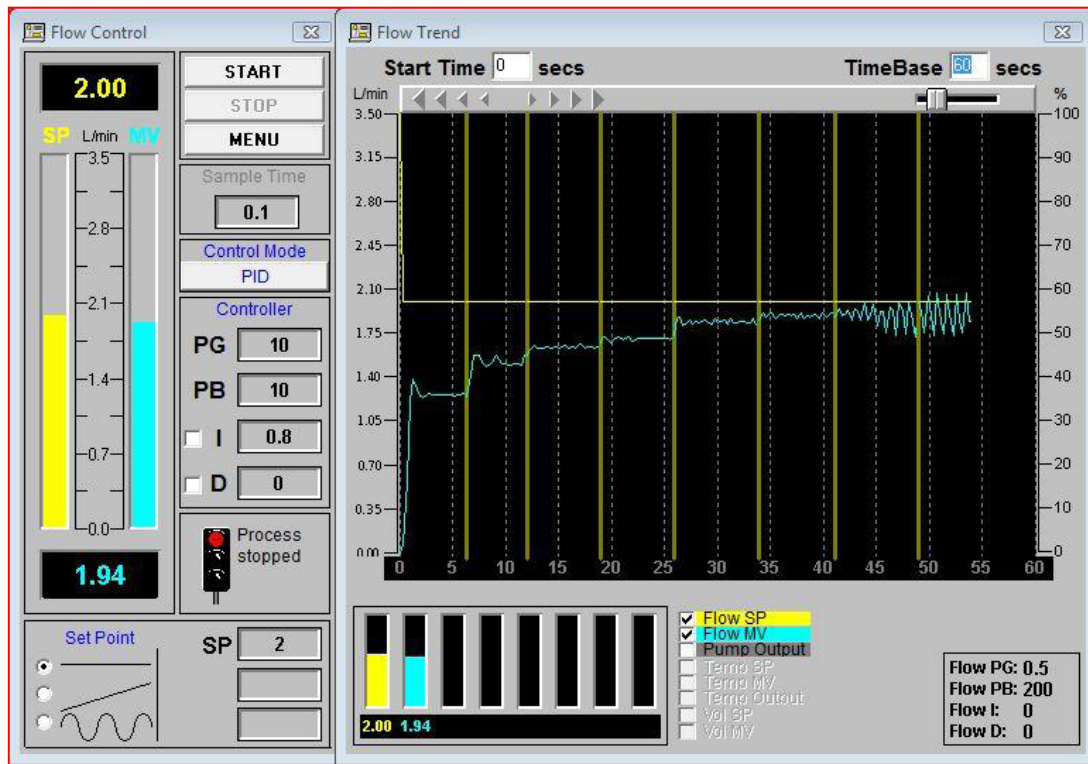 Flow Control
2.00
SP L/min MV
3.5
2.8
2.1
1.4
0.7
0.0
1.94
START
STOP
MENU
Sample Time
0.1
Control Mode
PID
Controller
PG 10
PB 10
I 0.8
D 0
Process
stopped
Set Point
SP 2
Flow Trend
Start Time 0 secs
TimeBase 60 secs
L/min
%
3.50
3.15
2.80
2.45
2.10
1.75
1.40
1.05
0.70
0.35
0.00
100
90
80
70
60
50
40
30
20
10
0
0 5 10 15 20 25 30 35 40 45 50 55 60
2.00 1.94
Flow SP
Flow MV
Pump Output
Temp SP
Temp MV
Temp Output
Vol SP
Vol MV
Flow PG: 0.5
Flow PB: 200
Flow I: 0
Flow D: 0